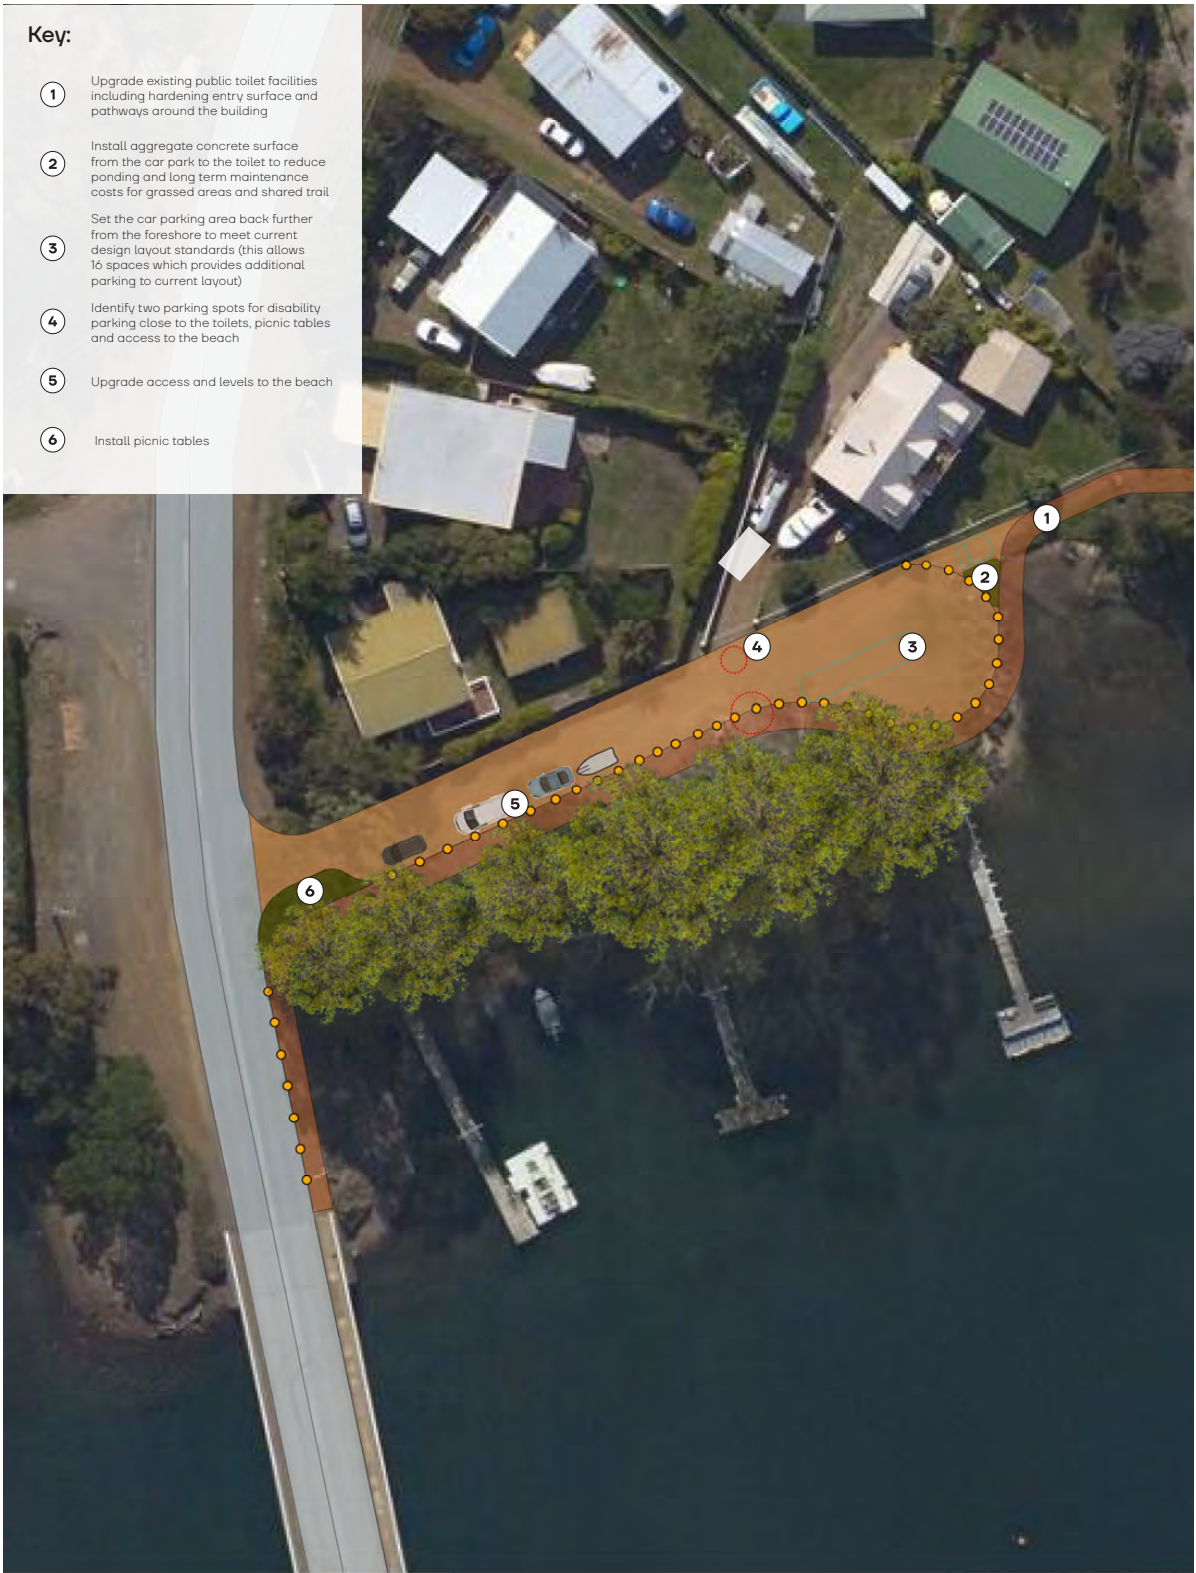 Key:
1
Upgrade existing public toilet facilities
including hardening entry surface and
pathways around the building
2
Install aggregate concrete surface
from the car park to the toilet to reduce
ponding and long term maintenance
costs for grassed areas and shared trail
3
Set the car parking area back further
from the foreshore to meet current
design layout standards (this allows
16 spaces which provides additional
parking to current layout)
4
Identify two parking spots for disability
parking close to the toilets, picnic tables
and access to the beach
5
Upgrade access and levels to the beach
6
Install picnic tables
1
2
3
4
5
6